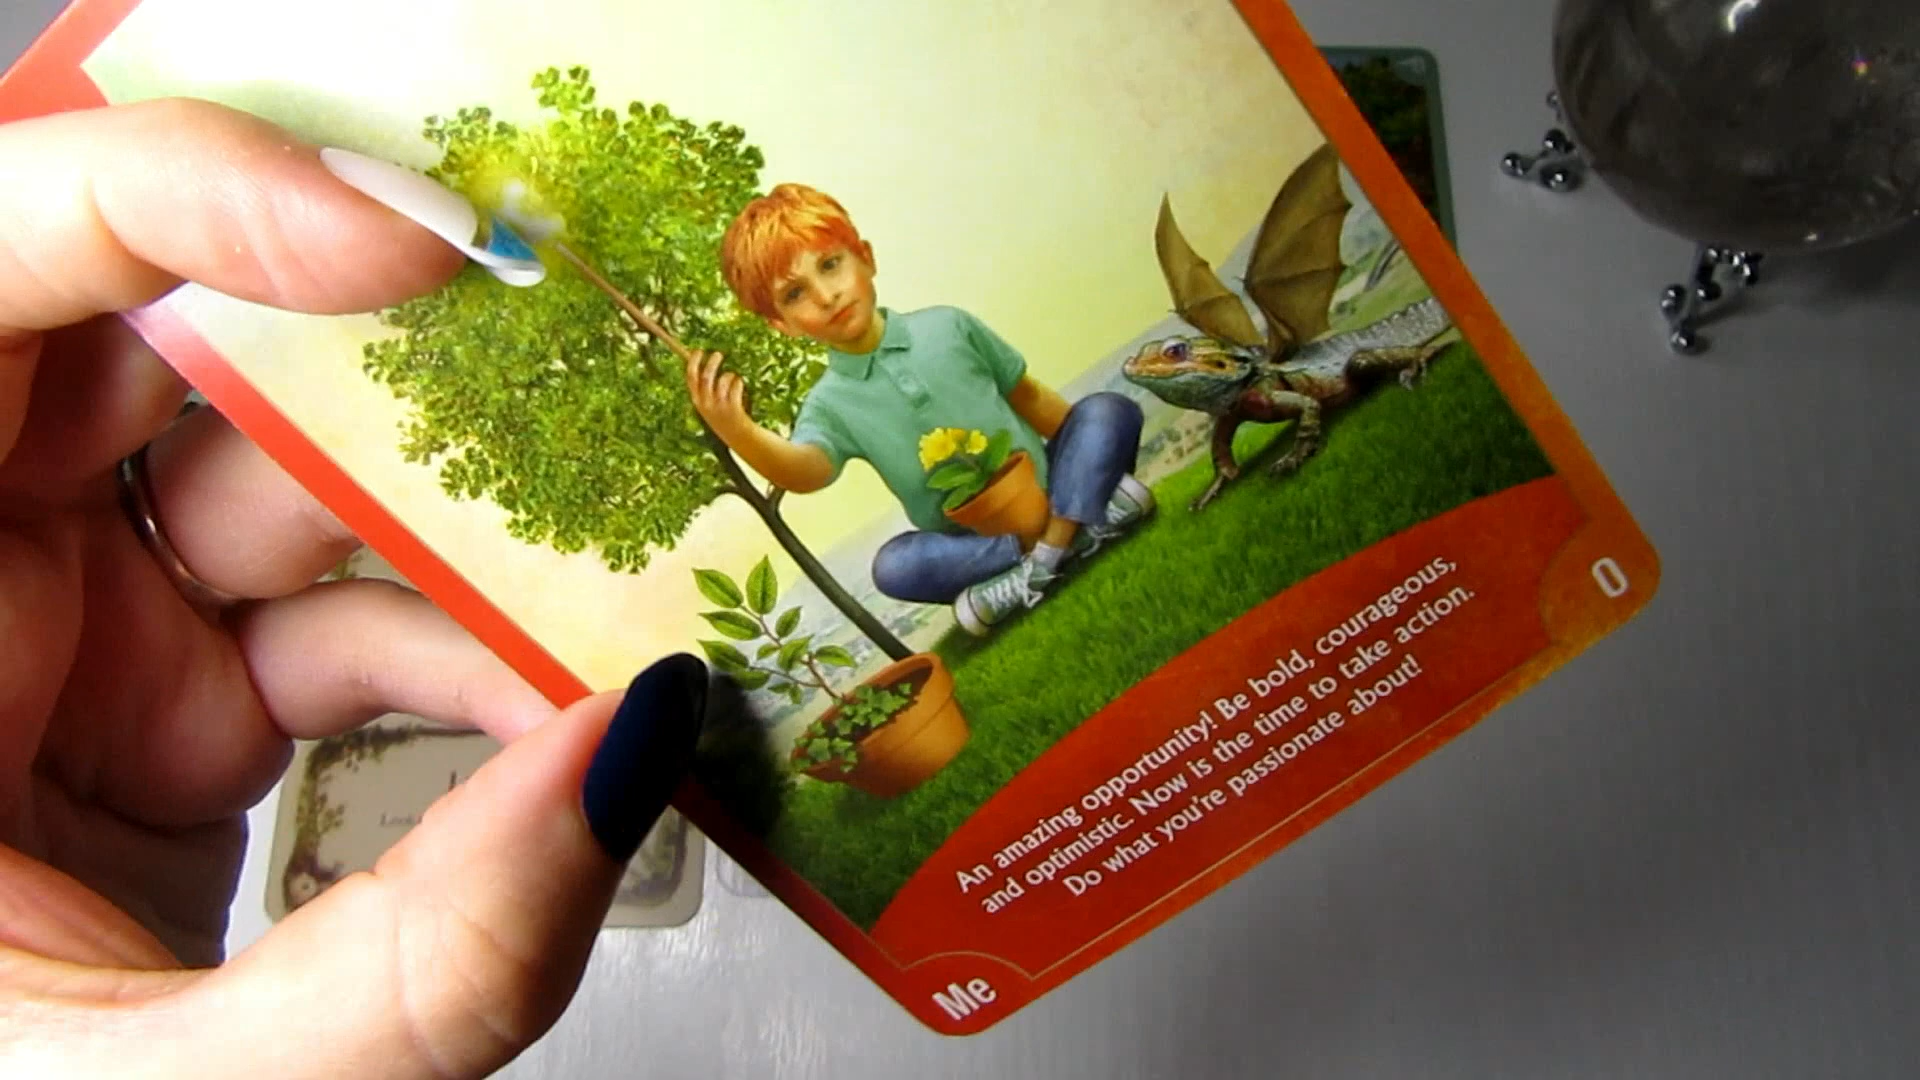 An amazing opportunity! Be bold, courageous,
and optimistic. Now is the time to take action.
Do what you're passionate about!
Me
0